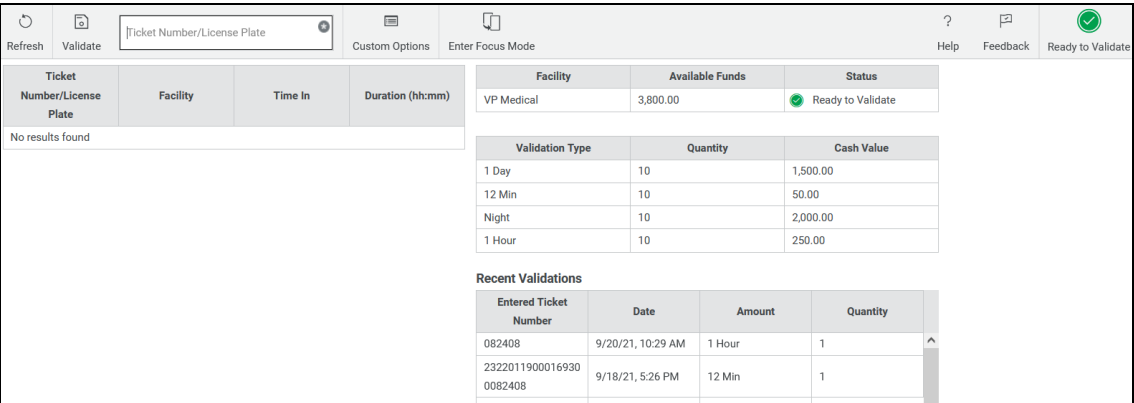 Refresh
Validate
Ticket Number/License Plate
Custom Options
Enter Focus Mode
? Help
Feedback
Ready to Validate
Ticket
Number/License
Plate
Facility
Time In
Duration (hh:mm)
No results found
Facility Available Funds Status
VP Medical 3,800.00 Ready to Validate
Validation Type Quantity Cash Value
1 Day 10 1,500.00
12 Min 10 50.00
Night 10 2,000.00
1 Hour 10 250.00
Recent Validations
Entered Ticket
Number
Date
Amount
Quantity
082408 9/20/21, 10:29 AM 1 Hour 1
2322011900016930
0082408
9/18/21, 5:26 PM 12 Min 1